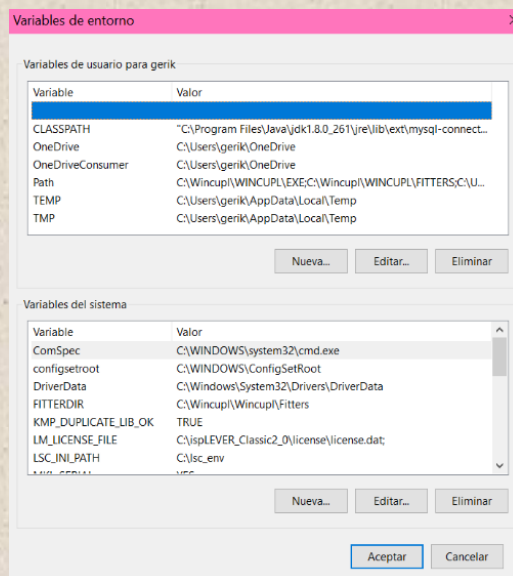 Variables de entorno
Variables de usuario para gerik
Variable Valor
CLASSPATH "C:\Program Files\Java\jdk1.8.0_261\jre\lib\ext\mysql-connect...
OneDrive C:\Users\gerik\OneDrive
OneDriveConsumer C:\Users\gerik\OneDrive
Path C:\Wincupl\WINCUPL\EXE;C:\Wincupl\WINCUPL\FITTERS;C:\U...
TEMP C:\Users\gerik\AppData\Local\Temp
TMP C:\Users\gerik\AppData\Local\Temp
Nueva... Editar... Eliminar
Variables del sistema
Variable Valor
ComSpec C:\WINDOWS\system32\cmd.exe
configsetroot C:\WINDOWS\ConfigSetRoot
DriverData C:\Windows\System32\Drivers\DriverData
FITTERDIR C:\Wincupl\Wincupl\Fitters
KMP_DUPLICATE_LIB_OK TRUE
LM_LICENSE_FILE C:\ispLEVER_Classic2_0\license\license.dat;
LSC_INI_PATH C:\lsc_env
Nueva... Editar... Eliminar
Aceptar Cancelar